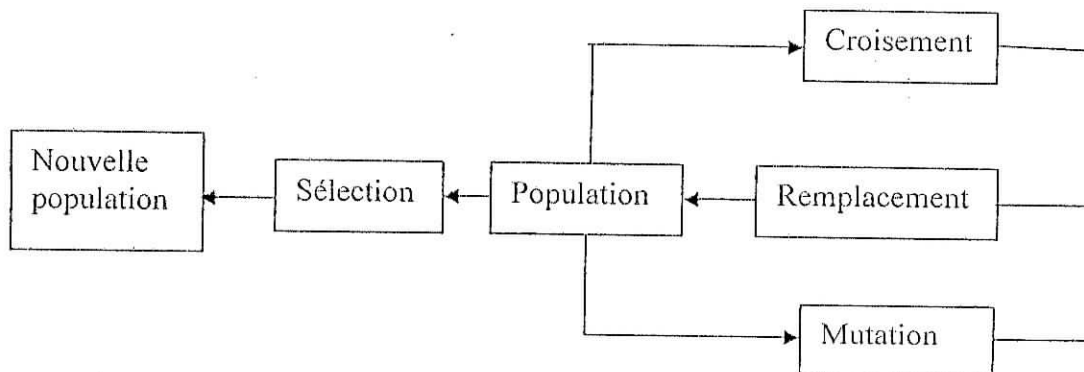 Croisement
Nouvelle
population
Sélection
Population
Remplacement
Mutation